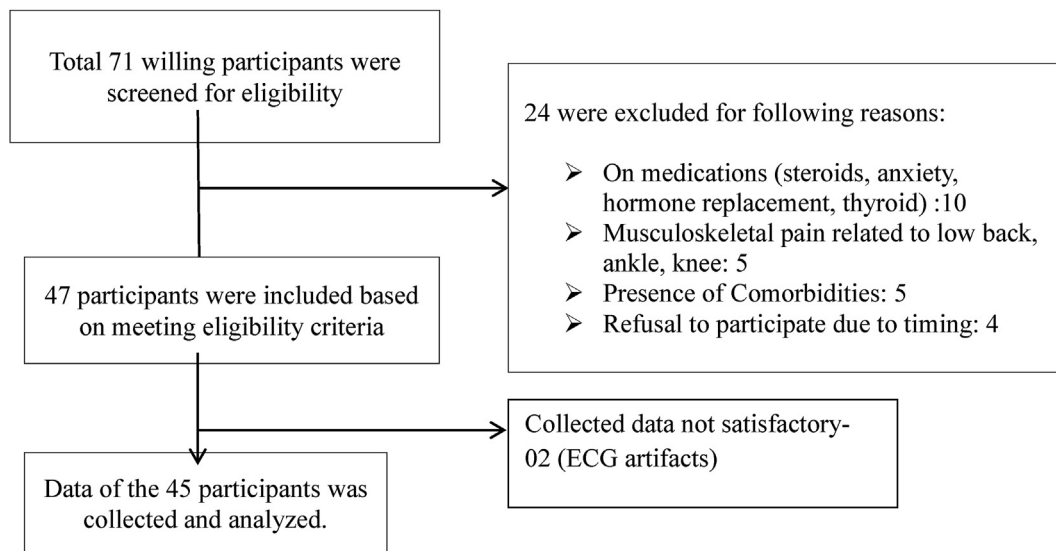 Total 71 willing participants were
screened for eligibility
24 were excluded for following reasons:
➢ On medications (steroids, anxiety,
hormone replacement, thyroid) :10
➢ Musculoskeletal pain related to low back,
ankle, knee: 5
➢ Presence of Comorbidities: 5
➢ Refusal to participate due to timing: 4
47 participants were included based
on meeting eligibility criteria
Collected data not satisfactory-
02 (ECG artifacts)
Data of the 45 participants was
collected and analyzed.